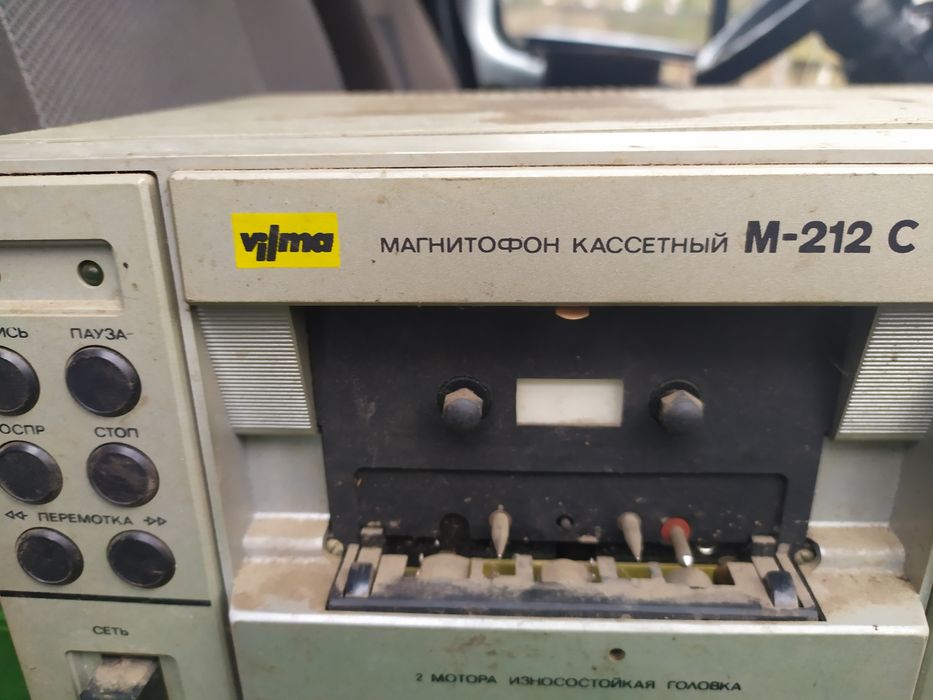 vilma
МАГНИТОФОН КАССЕТНЫЙ М-212 С
ПАУЗА
СТОП
ПЕРЕМОТКА
СЕТЬ
2 МОТОРА ИЗНОСОСТОЙКАЯ ГОЛОВКА